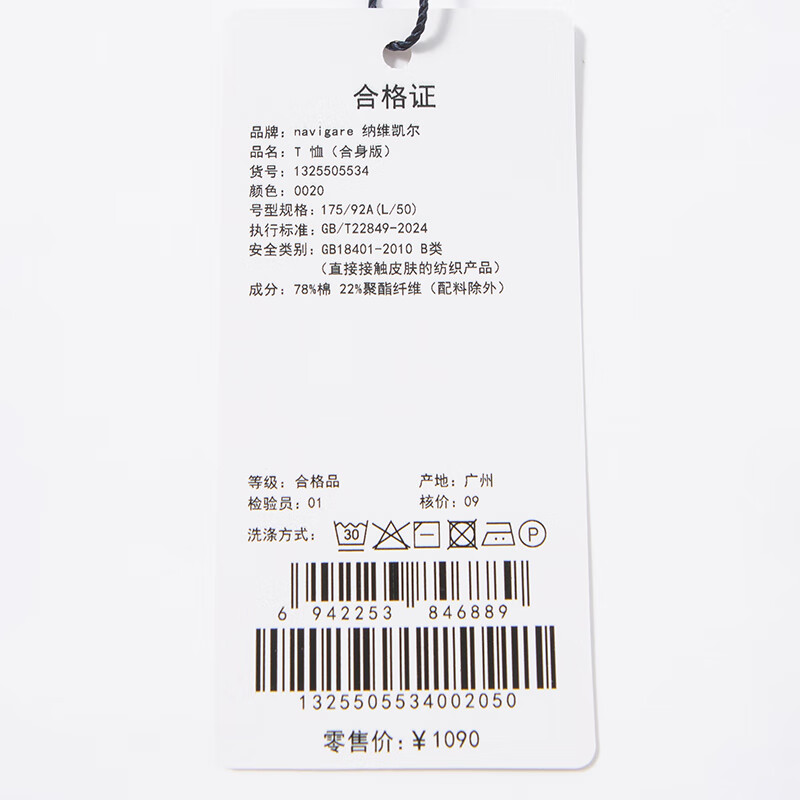 合格证
品牌：navigare 纳维凯尔
品名：T 恤（合身版）
货号：1325505534
颜色：0020
号型规格：175/92A(L/50)
执行标准：GB/T22849-2024
安全类别：GB18401-2010 B类
（直接接触皮肤的纺织产品）
成分：78%棉 22%聚酯纤维（配料除外）
等级：合格品 产地：广州
检验员：01 核价：09
洗涤方式： 30 P
6 942253 846889
1325505534002050
零售价：￥1090